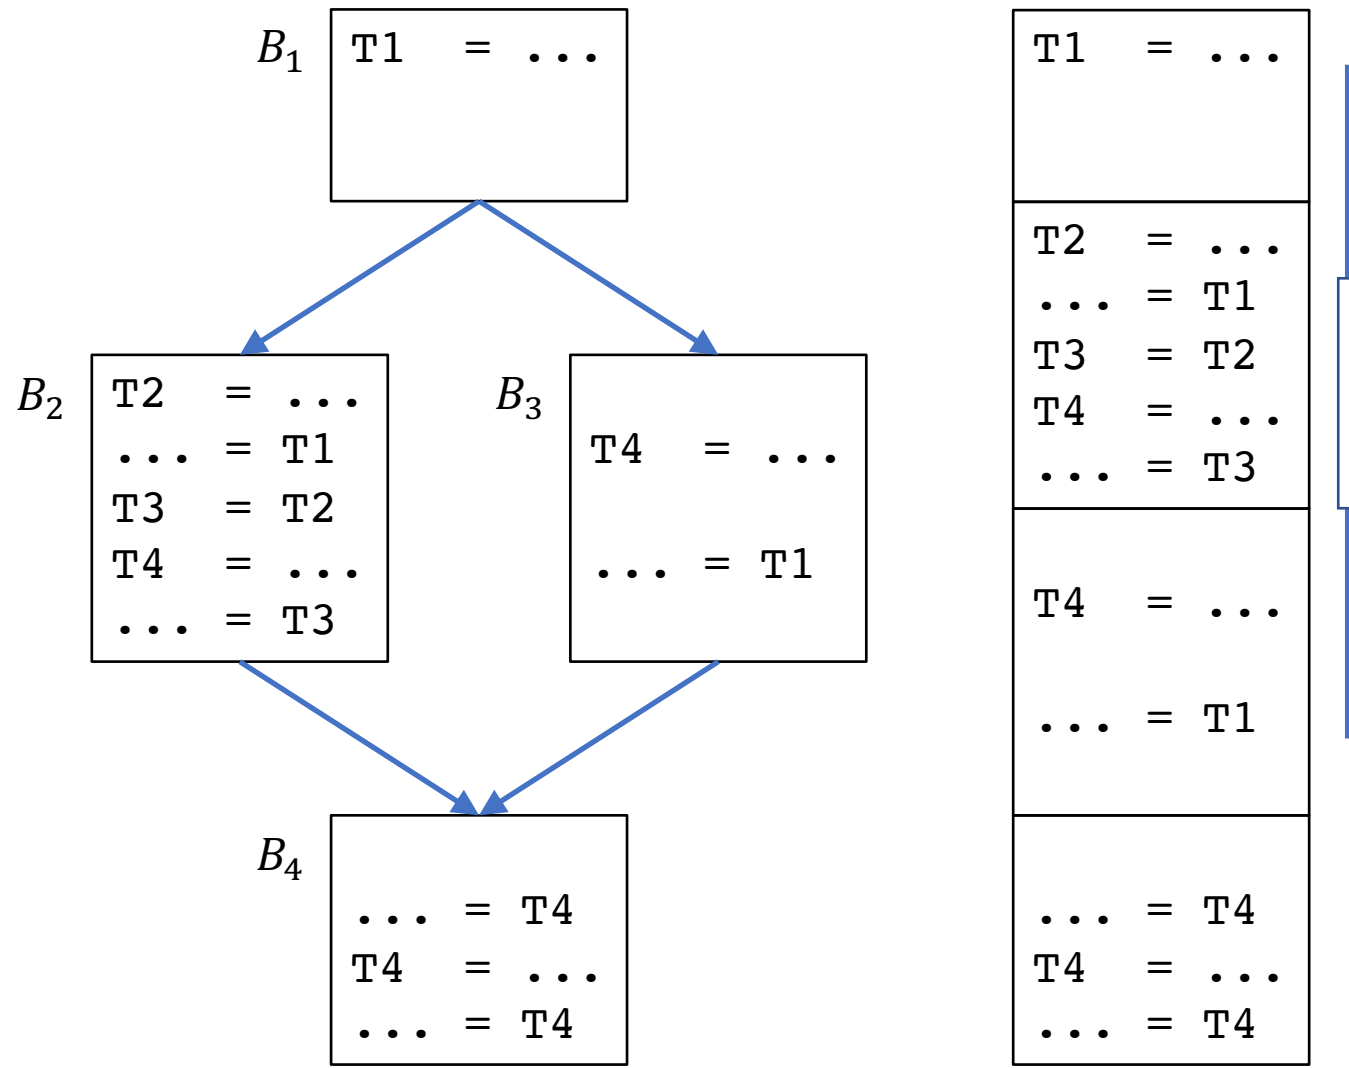 B₁
T1 = ...
B₂
T2 = ...
... = T1
T3 = T2
T4 = ...
... = T3
B₃
T4 = ...
... = T1
B₄
... = T4
T4 = ...
... = T4
T1 = ...
T2 = ...
... = T1
T3 = T2
T4 = ...
... = T3
T4 = ...
... = T1
... = T4
T4 = ...
... = T4